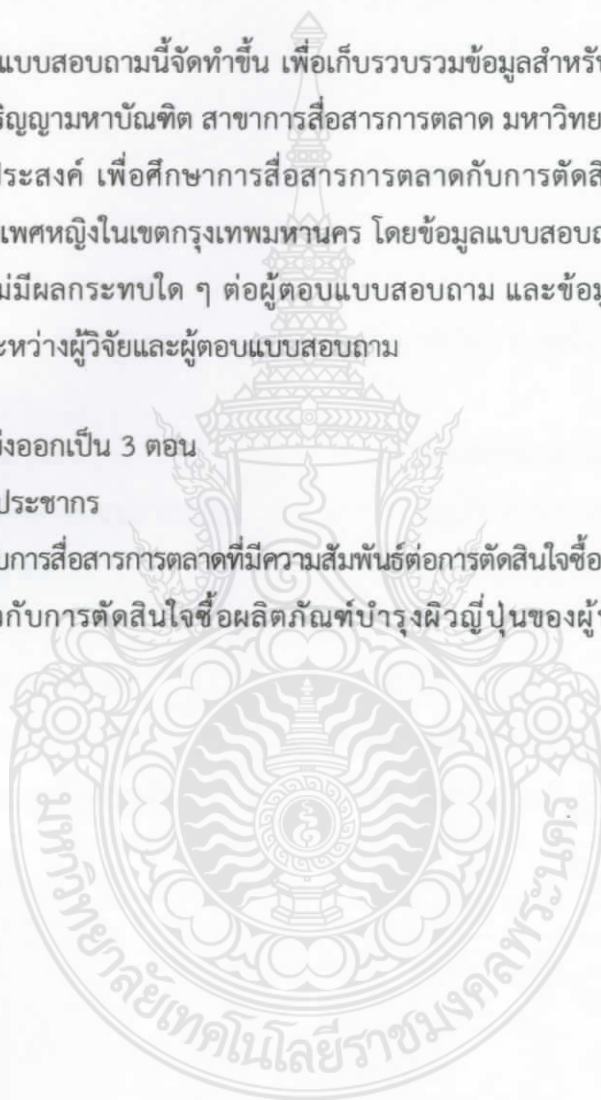 แบบสอบถามนี้จัดทำขึ้น เพื่อเก็บรวบรวมข้อมูลสำหรับ
ริญญามหาบัณฑิต สาขาการสื่อสารการตลาด มหาวิทย
ประสงค์ เพื่อศึกษาการสื่อสารการตลาดกับการตัดสิ
เพศหญิงในเขตกรุงเทพมหานคร โดยข้อมูลแบบสอบถ
ม่มีผลกระทบใด ๆ ต่อผู้ตอบแบบสอบถาม และข้อมู
ะหว่างผู้วิจัยและผู้ตอบแบบสอบถาม
บ่งออกเป็น 3 ตอน
ประชากร
บการสื่อสารการตลาดที่มีความสัมพันธ์ต่อการตัดสินใจซื้อ
วกับการตัดสินใจซื้อผลิตภัณฑ์บำรุงผิวญี่ปุ่นของผู้
มหาวิทยาลัยเทคโนโลยีราชมงคลพระนคร